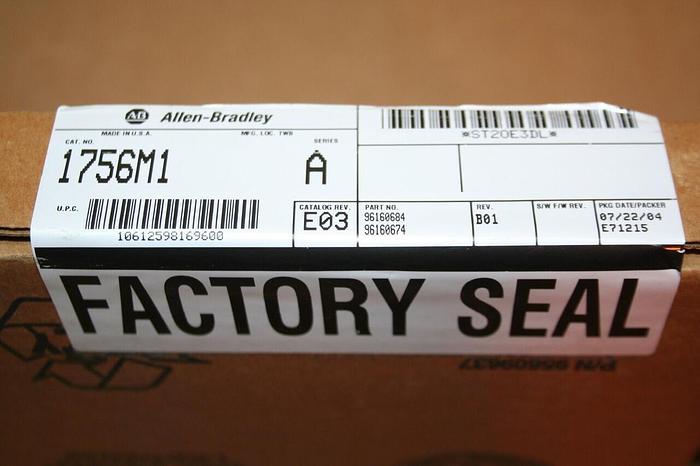 AB Allen-Bradley
MADE IN U.S.A. MFG. LOC. TWB
CAT. NO. SERIES
1756M1 A
*ST20E3DL*
U.P.C.
10612598169600
CATALOG REV.
E03
PART NO.
96160684
96160674
REV.
B01
S/W F/W REV.
PKG DATE/PACKER
07/22/04
E71215
FACTORY SEAL
P/N 95609637